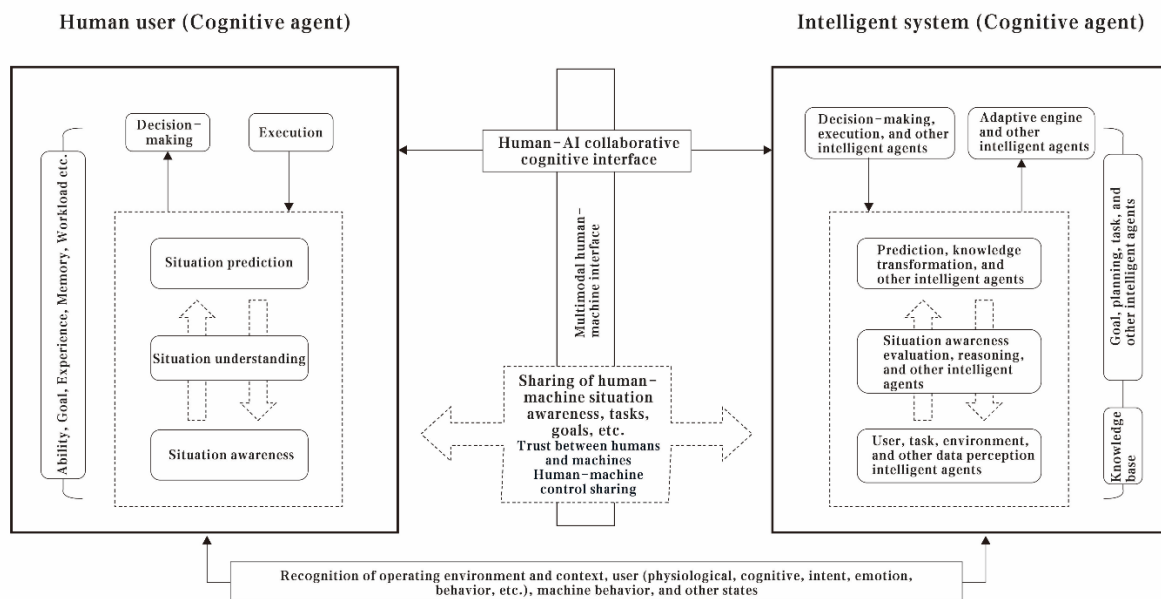 Human user (Cognitive agent)
Intelligent system (Cognitive agent)
Ability, Goal, Experience, Memory, Workload etc.
Decision-
making
Execution
Situation prediction
Situation understanding
Situation awareness
Human-AI collaborative
cognitive interface
Multimodal human-
machine interface
Sharing of human-
machine situation
awareness, tasks,
goals, etc.
Trust between humans
and machines
Human-machine
control sharing
Decision-making,
execution, and other
intelligent agents
Adaptive engine
and other
intelligent agents
Prediction, knowledge
transformation, and
other intelligent agents
Situation awareness
evaluation, reasoning,
and other intelligent
agents
User, task, environment,
and other data perception
intelligent agents
Goal, planning, task, and
other intelligent agents
Knowledge
base
Recognition of operating environment and context, user (physiological, cognitive, intent, emotion,
behavior, etc.), machine behavior, and other states